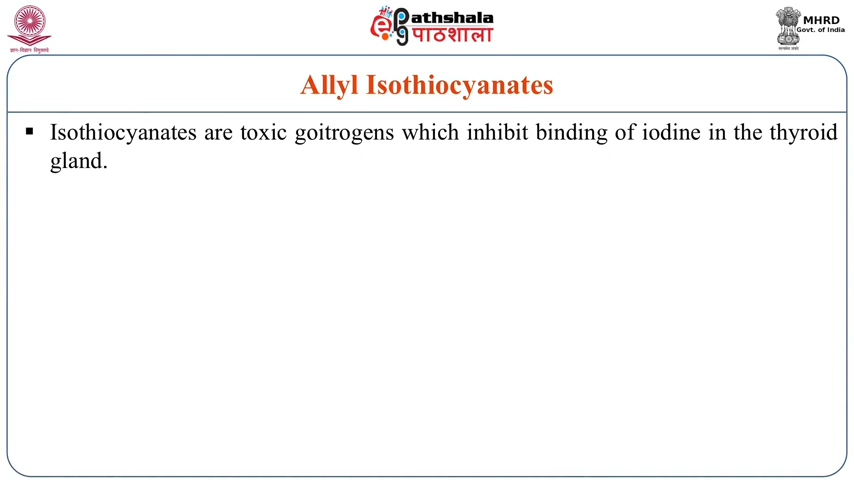 ePathshala
पाठशाला
MHRD
Govt. of India
Allyl Isothiocyanates
▪ Isothiocyanates are toxic goitrogens which inhibit binding of iodine in the thyroid
gland.